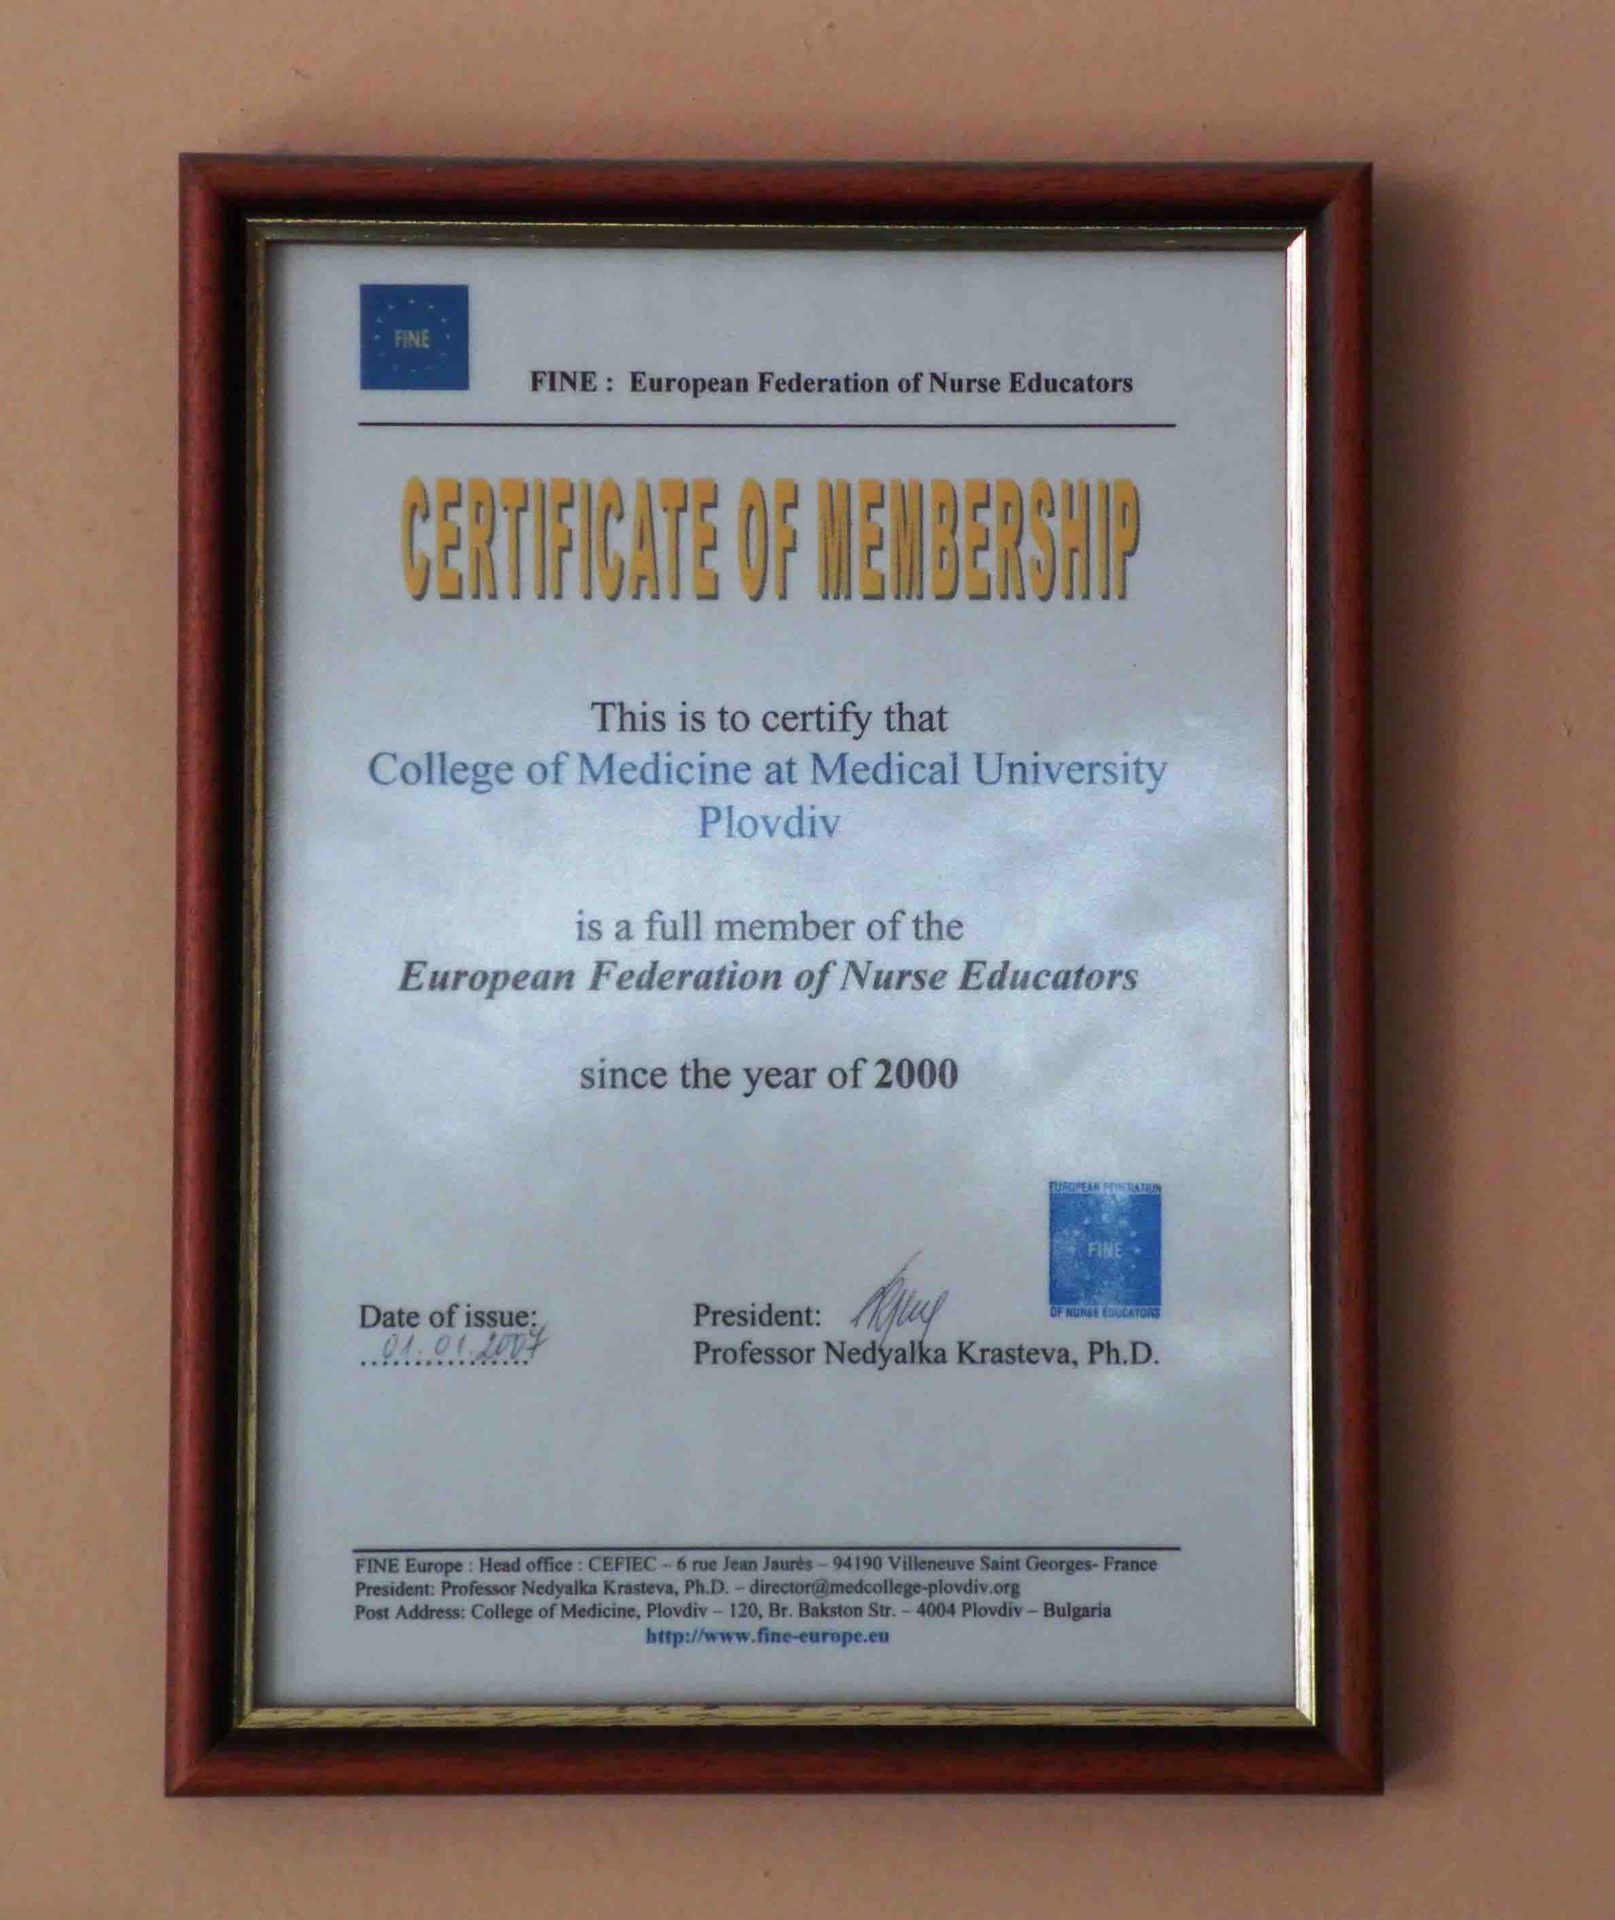 FINE
FINE : European Federation of Nurse Educators
CERTIFICATE OF MEMBERSHIP
This is to certify that
College of Medicine at Medical University
Plovdiv
is a full member of the
European Federation of Nurse Educators
since the year of 2000
EUROPEAN FEDERATION
FINE
OF NURSE EDUCATORS
Date of issue:
01.01.2007
President:
Professor Nedyalka Krasteva, Ph.D.
FINE Europe : Head office : CEFIEC – 6 rue Jean Jaurès – 94190 Villeneuve Saint Georges- France
President: Professor Nedyalka Krasteva, Ph.D. – director@medcollege-plovdiv.org
Post Address: College of Medicine, Plovdiv – 120, Br. Bakston Str. – 4004 Plovdiv – Bulgaria
http://www.fine-europe.eu